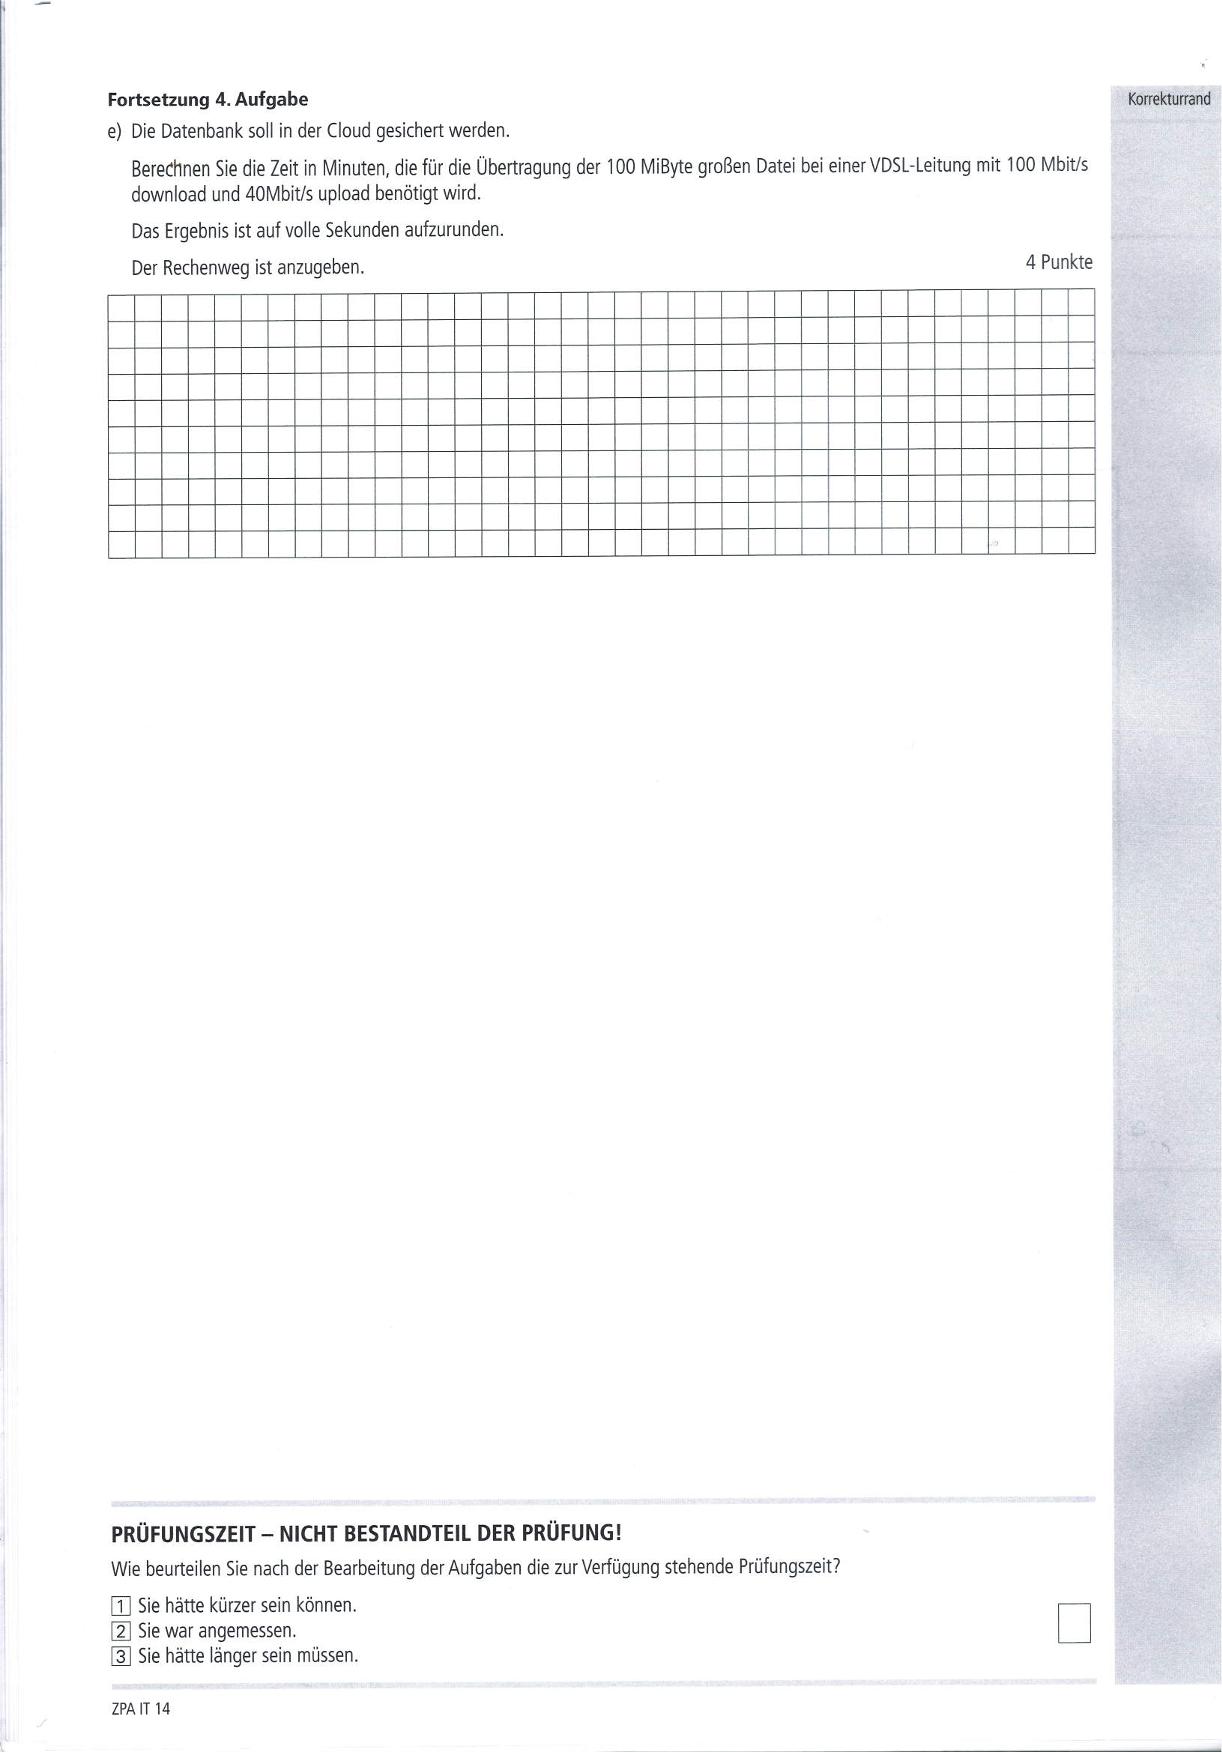 Fortsetzung 4. Aufgabe
Korrekturrand
e) Die Datenbank soll in der Cloud gesichert werden.
Berechnen Sie die Zeit in Minuten, die für die Übertragung der 100 MiByte großen Datei bei einer VDSL-Leitung mit 100 Mbit/s
download und 40Mbit/s upload benötigt wird.
Das Ergebnis ist auf volle Sekunden aufzurunden.
Der Rechenweg ist anzugeben.
4 Punkte
PRÜFUNGSZEIT – NICHT BESTANDTEIL DER PRÜFUNG!
Wie beurteilen Sie nach der Bearbeitung der Aufgaben die zur Verfügung stehende Prüfungszeit?
1 Sie hätte kürzer sein können.
2 Sie war angemessen.
3 Sie hätte länger sein müssen.
ZPA IT 14